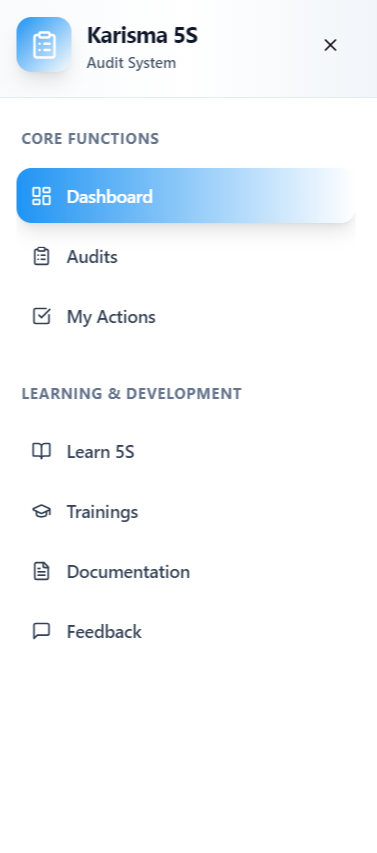 Karisma 5S
Audit System
CORE FUNCTIONS
Dashboard
Audits
My Actions
LEARNING & DEVELOPMENT
Learn 5S
Trainings
Documentation
Feedback